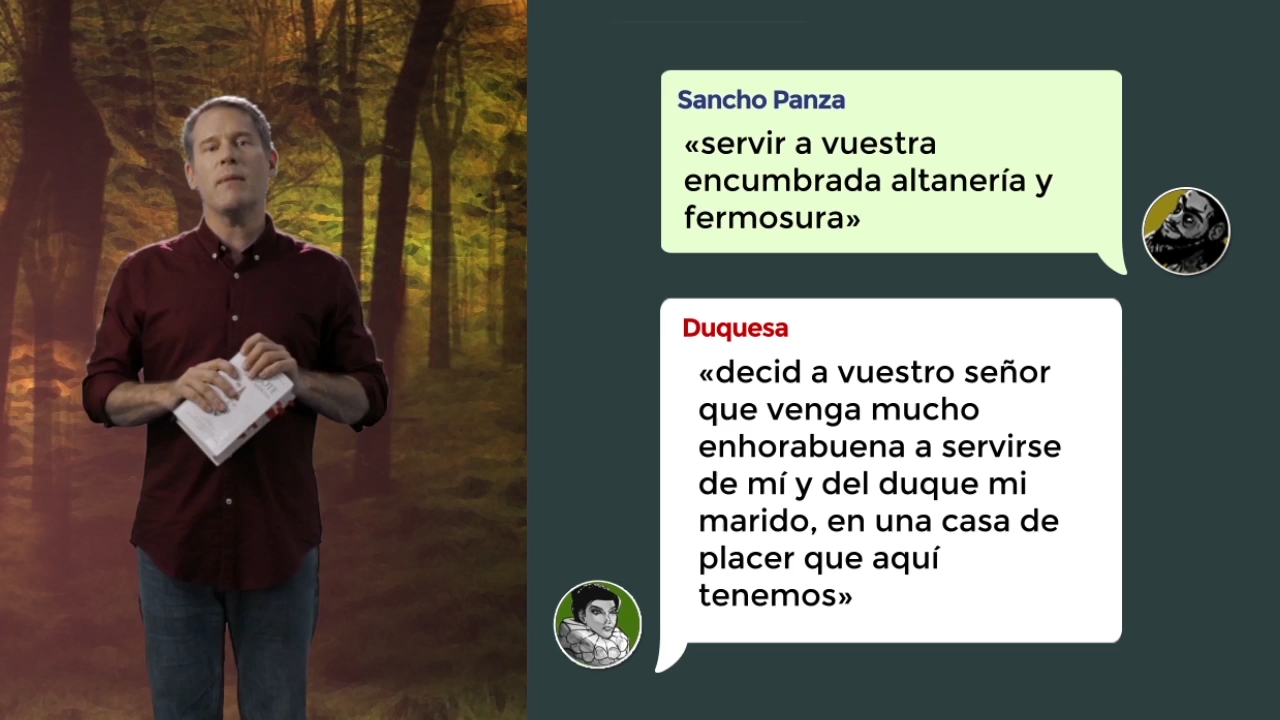 Sancho Panza
«servir a vuestra
encumbrada altanería y
fermosura»
Duquesa
«decid a vuestro señor
que venga mucho
enhorabuena a servirse
de mí y del duque mi
marido, en una casa de
placer que aquí
tenemos»